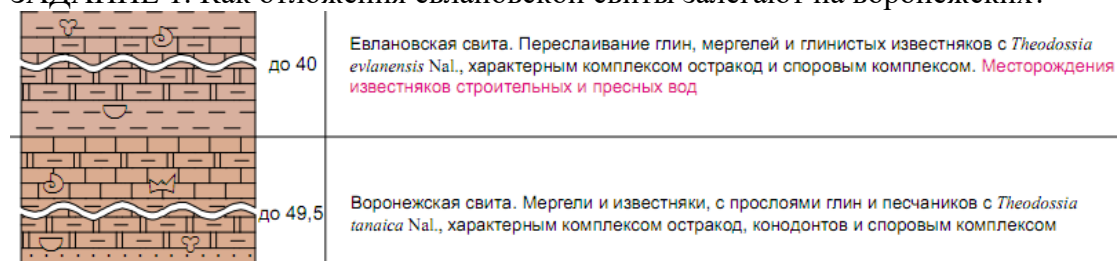 ЗАДАНИЕ 1. Как отложения евлановской свиты залегают на воронежских?
до 40
Евлановская свита. Переслаивание глин, мергелей и глинистых известняков с Theodossia
evlanensis Nal., характерным комплексом остракод и споровым комплексом. Месторождения
известняков строительных и пресных вод
до 49,5
Воронежская свита. Мергели и известняки, с прослоями глин и песчаников с Theodossia
tanaica Nal., характерным комплексом остракод, конодонтов и споровым комплексом